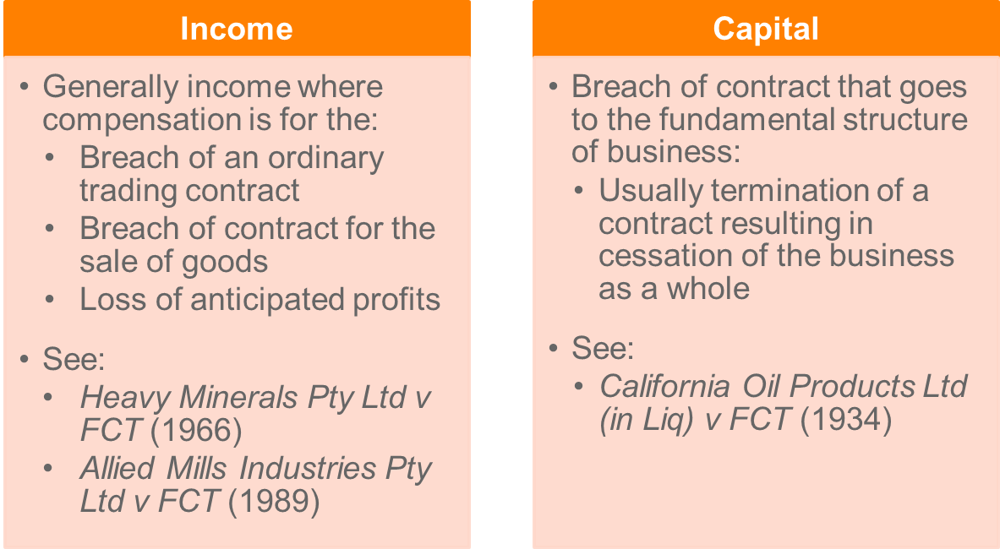 Income
• Generally income where
compensation is for the:
• Breach of an ordinary
trading contract
• Breach of contract for the
sale of goods
• Loss of anticipated profits
• See:
• Heavy Minerals Pty Ltd v
FCT (1966)
• Allied Mills Industries Pty
Ltd v FCT (1989)
Capital
• Breach of contract that goes
to the fundamental structure
of business:
• Usually termination of a
contract resulting in
cessation of the business
as a whole
• See:
• California Oil Products Ltd
(in Liq) v FCT (1934)